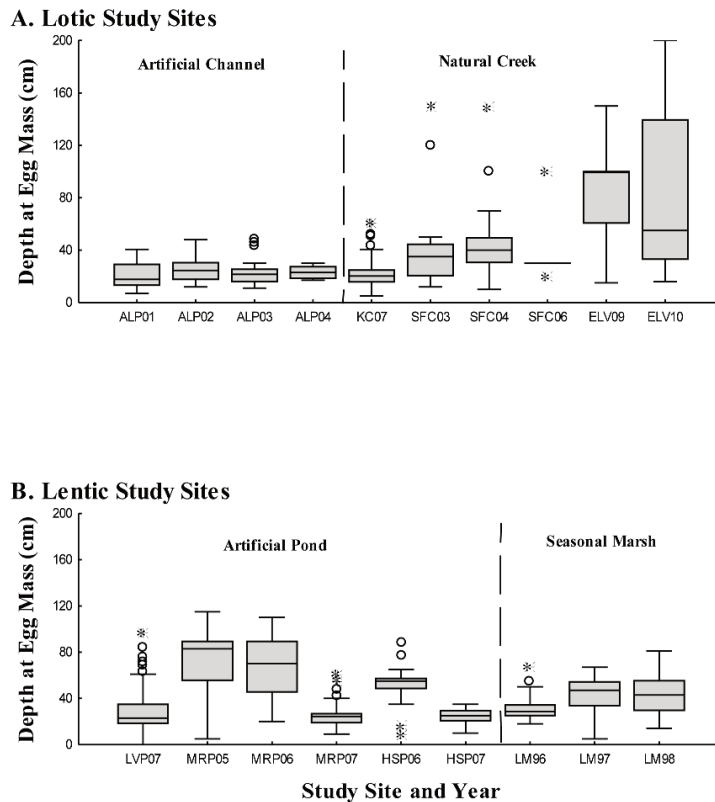 A. Lotic Study Sites
Depth at Egg Mass (cm)
200
160
120
80
40
0
Artificial Channel
Natural Creek
ALP01 ALP02 ALP03 ALP04 KC07 SFC03 SFC04 SFC06 ELV09 ELV10
B. Lentic Study Sites
Depth at Egg Mass (cm)
200
160
120
80
40
0
Artificial Pond
Seasonal Marsh
LVP07 MRP05 MRP06 MRP07 HSP06 HSP07 LM96 LM97 LM98
Study Site and Year